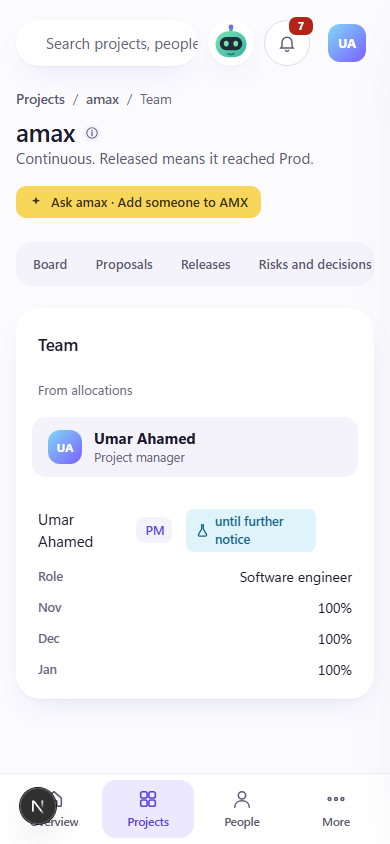 Search projects, people
7
UA
Projects / amax / Team
amax
Continuous. Released means it reached Prod.
Ask amax · Add someone to AMX
Board Proposals Releases Risks and decisions
Team
From allocations
UA
Umar Ahamed
Project manager
Umar Ahamed
PM
until further notice
Role Software engineer
Nov 100%
Dec 100%
Jan 100%
N
Overview Projects People More